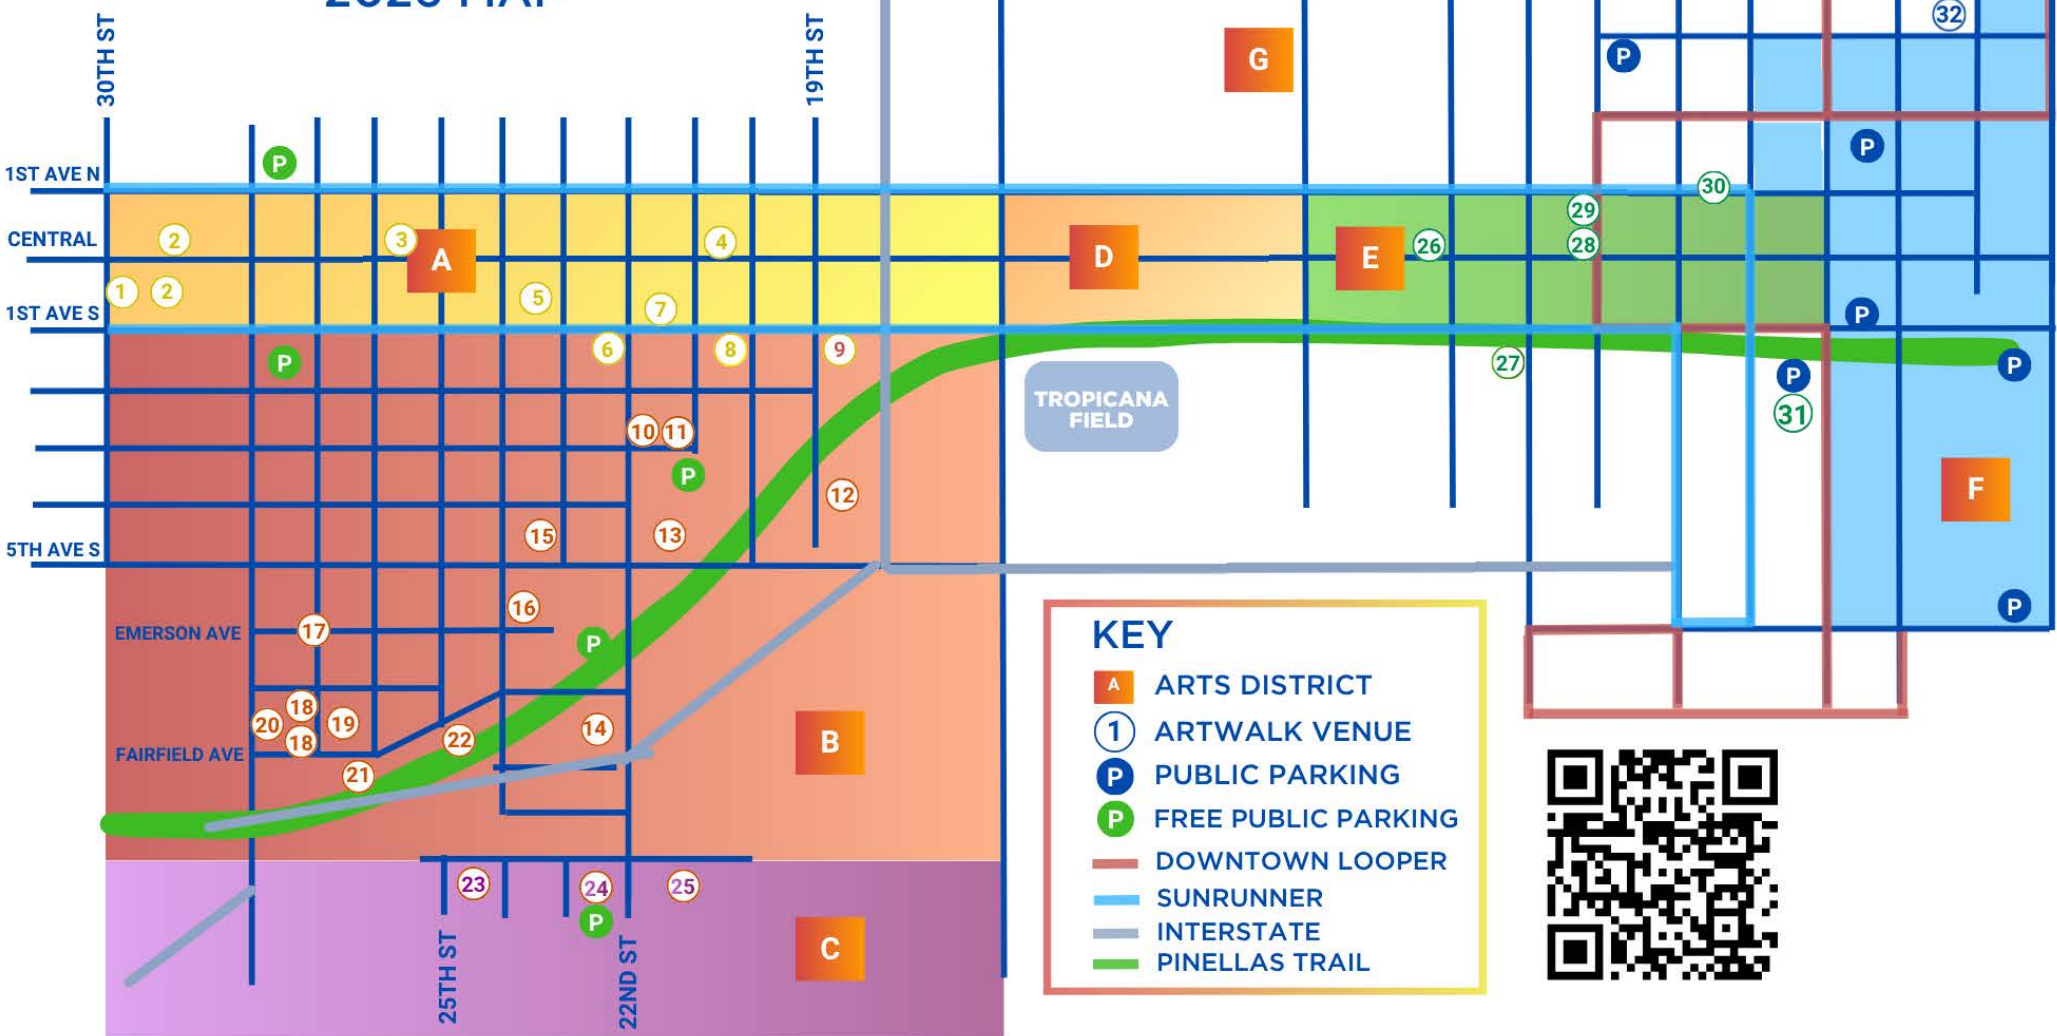 2026 MAP
30TH ST
19TH ST
32
P
G
P
P
1ST AVE N
30
29
2
3
4
CENTRAL
A
D
E
26
28
1
2
5
7
1ST AVE S
P
6
8
9
P
27
P
P
TROPICANA
FIELD
31
10
11
P
12
F
15
13
5TH AVE S
16
P
17
EMERSON AVE
P
18
20
19
18
22
14
B
FAIRFIELD AVE
21
23
24
25
P
C
25TH ST
22ND ST
KEY
A ARTS DISTRICT
1 ARTWALK VENUE
P PUBLIC PARKING
P FREE PUBLIC PARKING
DOWNTOWN LOOPER
SUNRUNNER
INTERSTATE
PINELLAS TRAIL